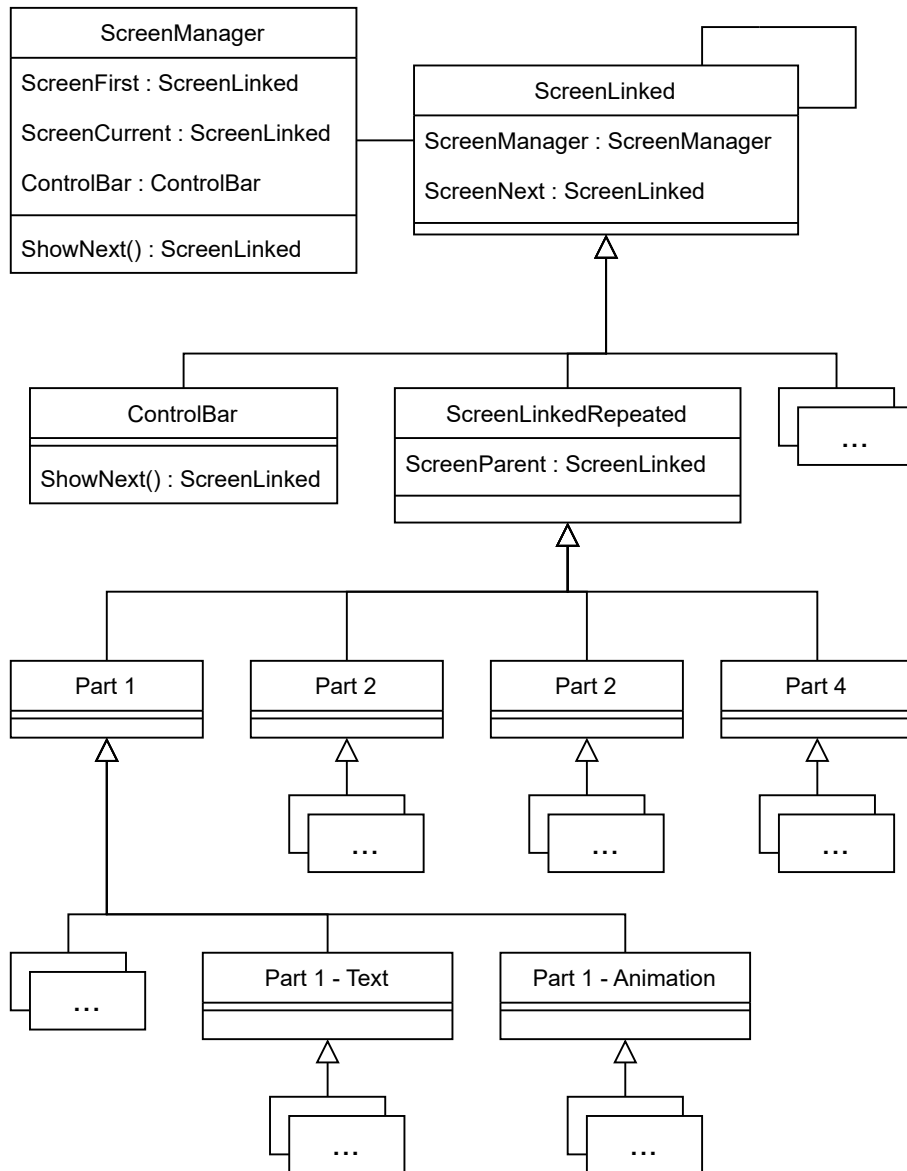 ScreenManager
ScreenFirst : ScreenLinked
ScreenCurrent : ScreenLinked
ControlBar : ControlBar
ShowNext() : ScreenLinked
ScreenLinked
ScreenManager : ScreenManager
ScreenNext : ScreenLinked
ControlBar
ShowNext() : ScreenLinked
ScreenLinkedRepeated
ScreenParent : ScreenLinked
...
Part 1
Part 2
Part 2
Part 4
...
...
...
...
Part 1 - Text
Part 1 - Animation
...
...